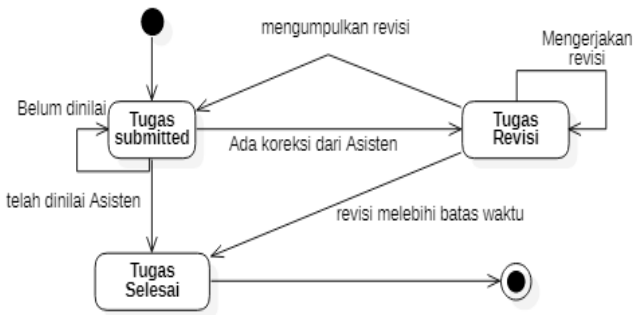 mengumpulkan revisi
Mengerjakan
revisi
Belum dinilai
Tugas
submitted
Ada koreksi dari Asisten
Tugas
Revisi
telah dinilai Asisten
revisi melebihi batas waktu
Tugas
Selesai